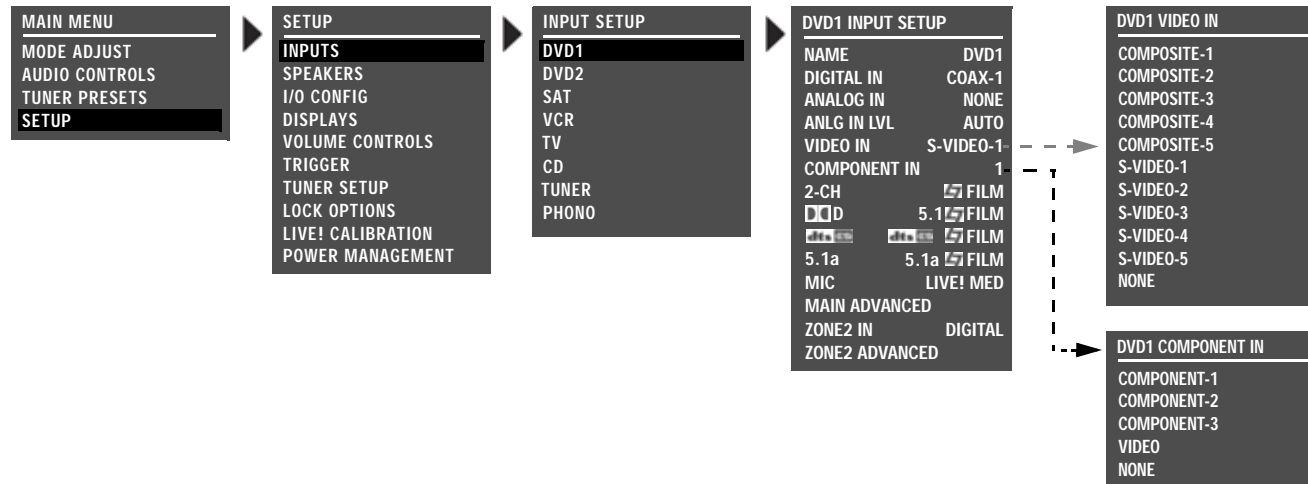 MAIN MENU
MODE ADJUST
AUDIO CONTROLS
TUNER PRESETS
SETUP
SETUP
INPUTS
SPEAKERS
I/O CONFIG
DISPLAYS
VOLUME CONTROLS
TRIGGER
TUNER SETUP
LOCK OPTIONS
LIVE! CALIBRATION
POWER MANAGEMENT
INPUT SETUP
DVD1
DVD2
SAT
VCR
TV
CD
TUNER
PHONO
DVD1 INPUT SETUP
NAME DVD1
DIGITAL IN COAX-1
ANALOG IN NONE
ANLG IN LVL AUTO
VIDEO IN S-VIDEO-1
COMPONENT IN 1
2-CH FILM
D 5.1 FILM
dts dts FILM
5.1a 5.1a FILM
MIC LIVE! MED
MAIN ADVANCED
ZONE2 IN DIGITAL
ZONE2 ADVANCED
DVD1 VIDEO IN
COMPOSITE-1
COMPOSITE-2
COMPOSITE-3
COMPOSITE-4
COMPOSITE-5
S-VIDEO-1
S-VIDEO-2
S-VIDEO-3
S-VIDEO-4
S-VIDEO-5
NONE
DVD1 COMPONENT IN
COMPONENT-1
COMPONENT-2
COMPONENT-3
VIDEO
NONE